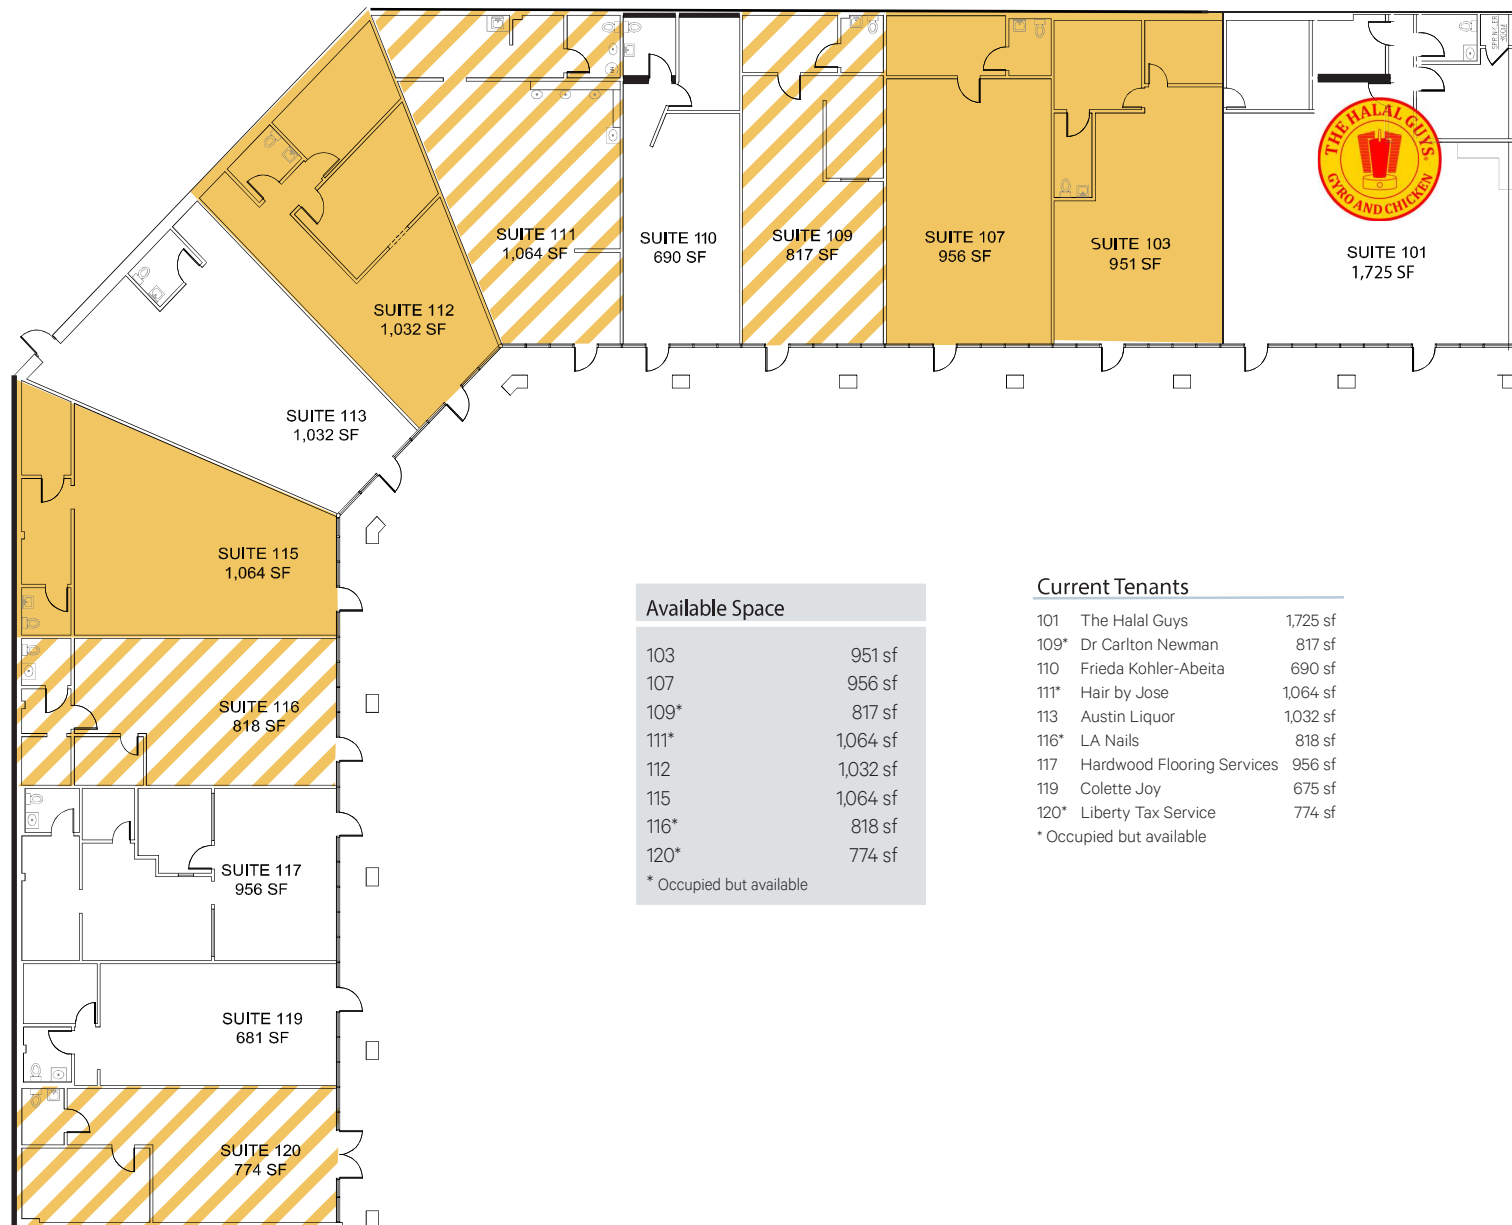 SPRINKLER
ROOM
THE HALAL GUYS®
GYRO AND CHICKEN
SUITE 111
1,064 SF
SUITE 110
690 SF
SUITE 109
817 SF
SUITE 107
956 SF
SUITE 103
951 SF
SUITE 101
1,725 SF
SUITE 112
1,032 SF
SUITE 113
1,032 SF
SUITE 115
1,064 SF
SUITE 116
818 SF
SUITE 117
956 SF
SUITE 119
681 SF
SUITE 120
774 SF
Available Space
103 951 sf
107 956 sf
109* 817 sf
111* 1,064 sf
112 1,032 sf
115 1,064 sf
116* 818 sf
120* 774 sf
* Occupied but available
Current Tenants
101 The Halal Guys 1,725 sf
109* Dr Carlton Newman 817 sf
110 Frieda Kohler-Abeita 690 sf
111* Hair by Jose 1,064 sf
113 Austin Liquor 1,032 sf
116* LA Nails 818 sf
117 Hardwood Flooring Services 956 sf
119 Colette Joy 675 sf
120* Liberty Tax Service 774 sf
* Occupied but available